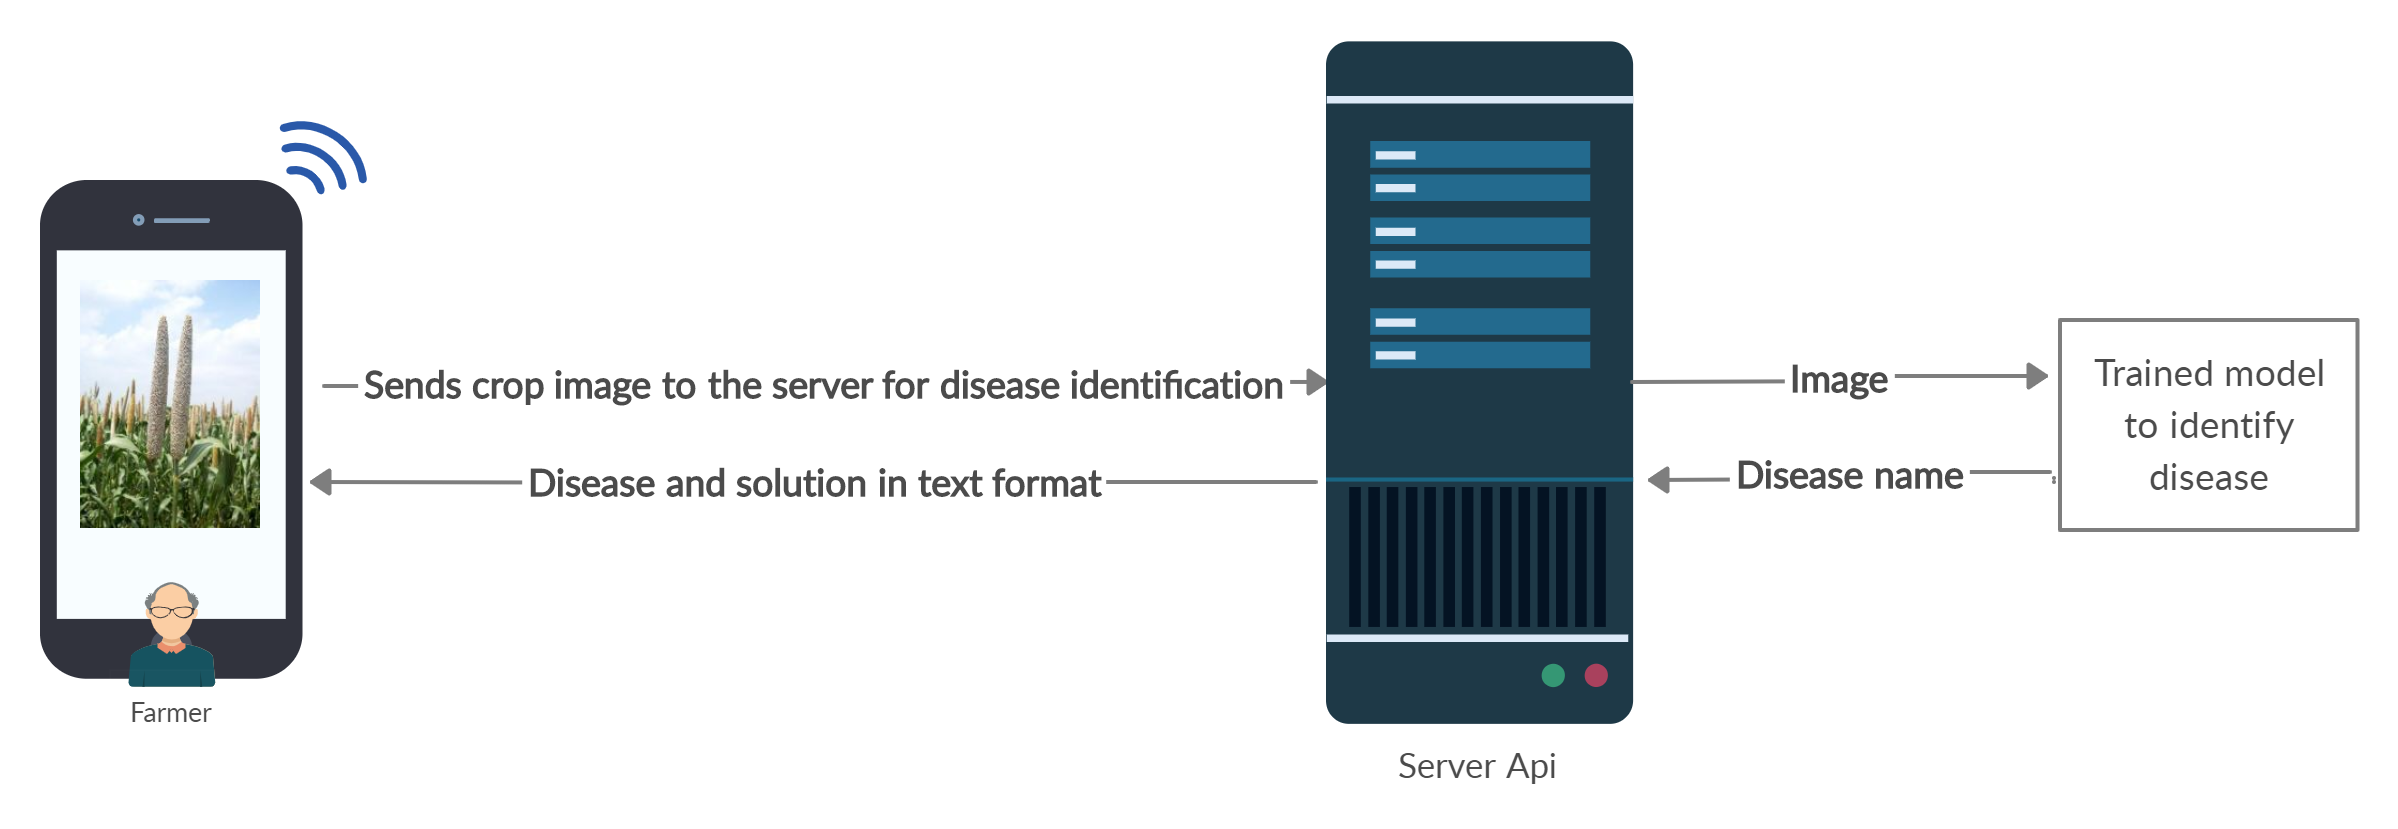 Sends crop image to the server for disease identification
Image
Trained model
to identify
disease
Disease and solution in text format
Disease name
Farmer
Server Api